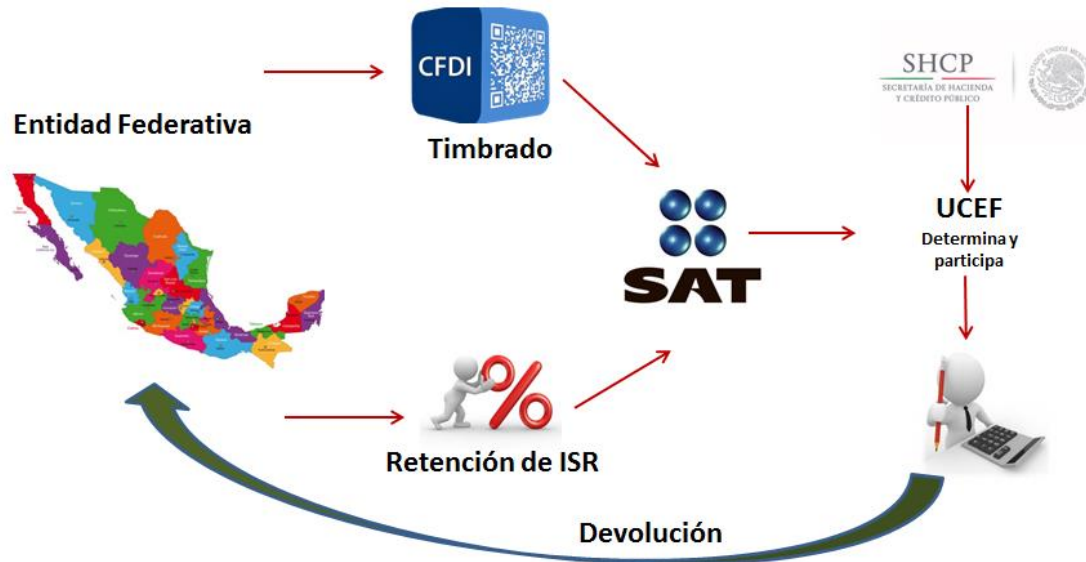 CFDI
Timbrado
SHCP
SECRETARÍA DE HACIENDA
Y CRÉDITO PÚBLICO
Entidad Federativa
SAT
UCEF
Determina y
participa
%
Retención de ISR
Devolución